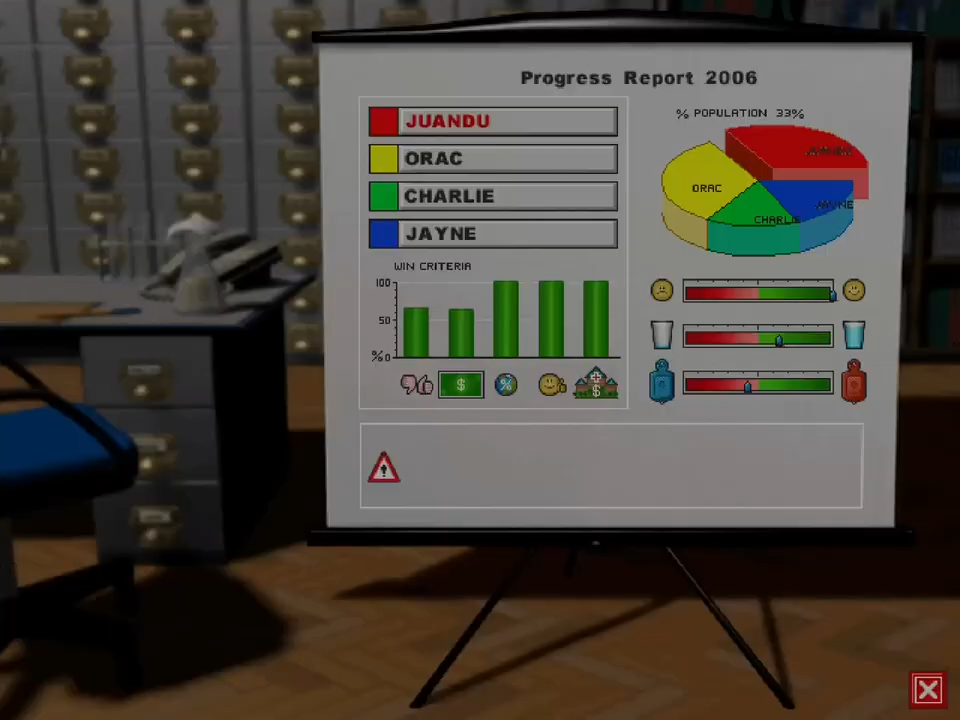 Progress Report 2006
JUANDU
ORAC
CHARLIE
JAYNE
WIN CRITERIA
100
50
%0
$
%
$
% POPULATION 33%
JUANDU
ORAC
JAYNE
CHARLIE